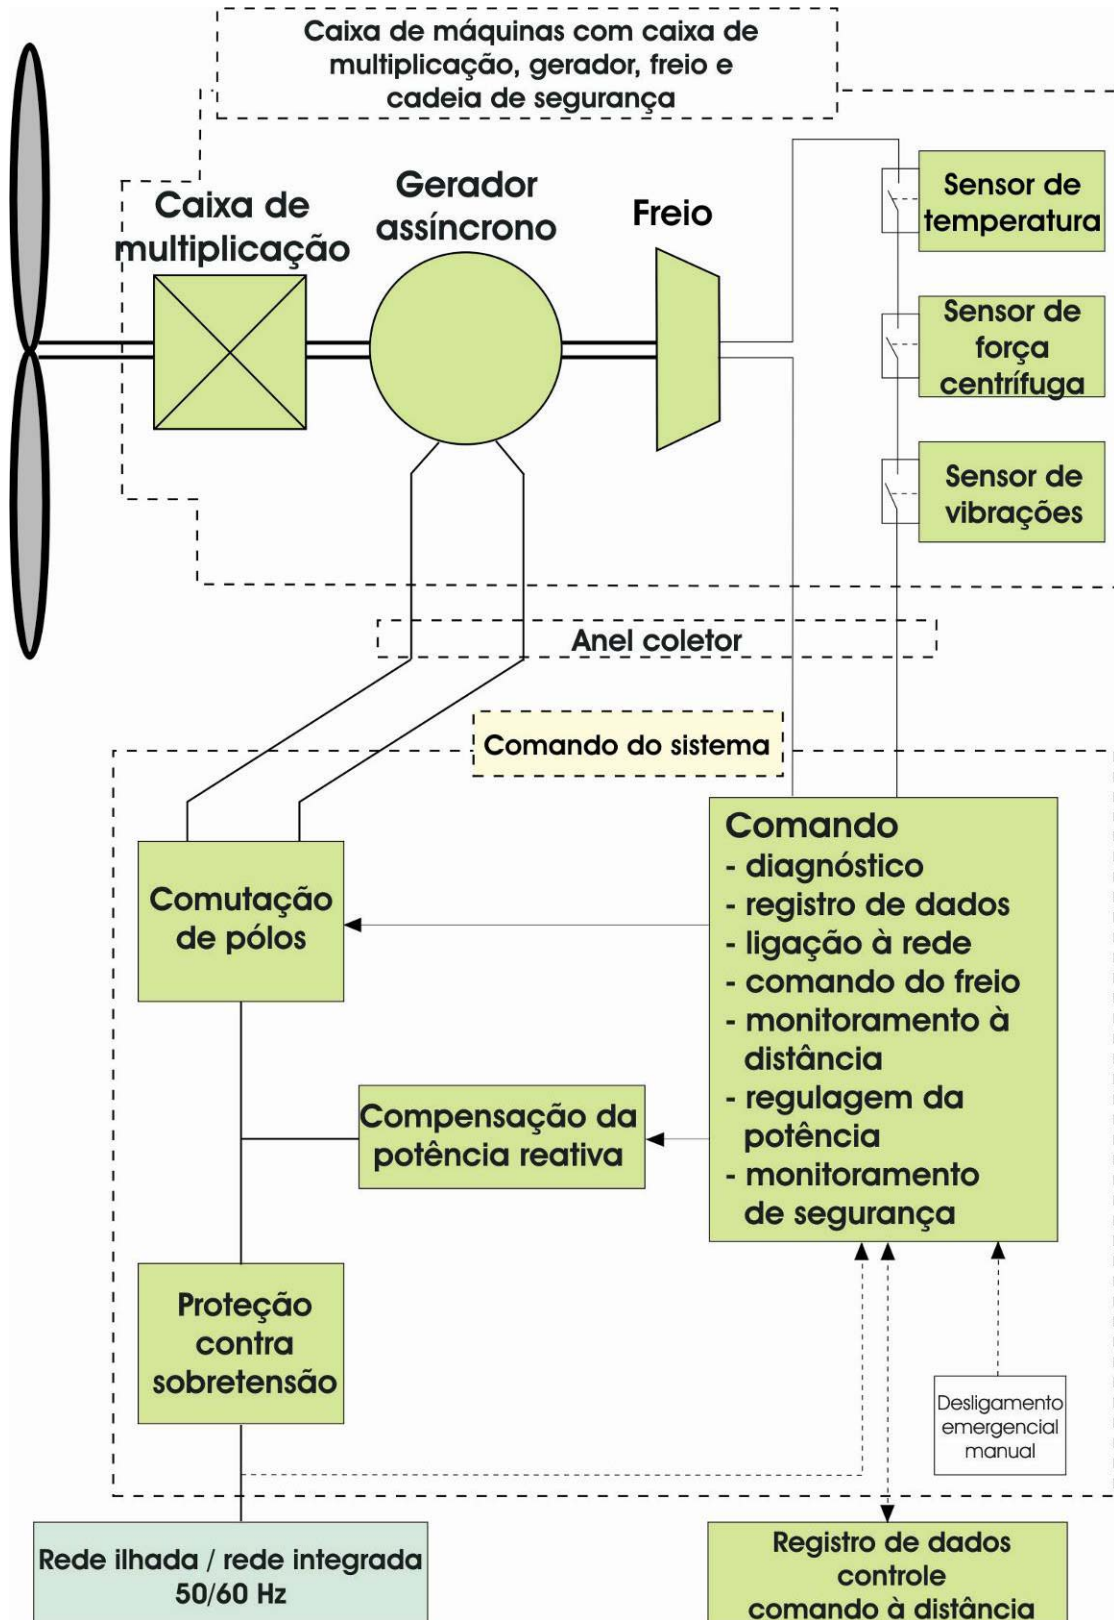 Caixa de máquinas com caixa de
multiplicação, gerador, freio e
cadeia de segurança
Caixa de
multiplicação
Gerador
assíncrono
Freio
Sensor de
temperatura
Sensor de
força
centrífuga
Sensor de
vibrações
Anel coletor
Comando do sistema
Comutação
de pólos
Comando
- diagnóstico
- registro de dados
- ligação à rede
- comando do freio
- monitoramento à
distância
- regulagem da
potência
- monitoramento
de segurança
Compensação da
potência reativa
Proteção
contra
sobretensão
Desligamento
emergencial
manual
Rede ilhada / rede integrada
50/60 Hz
Registro de dados
controle
comando à distância